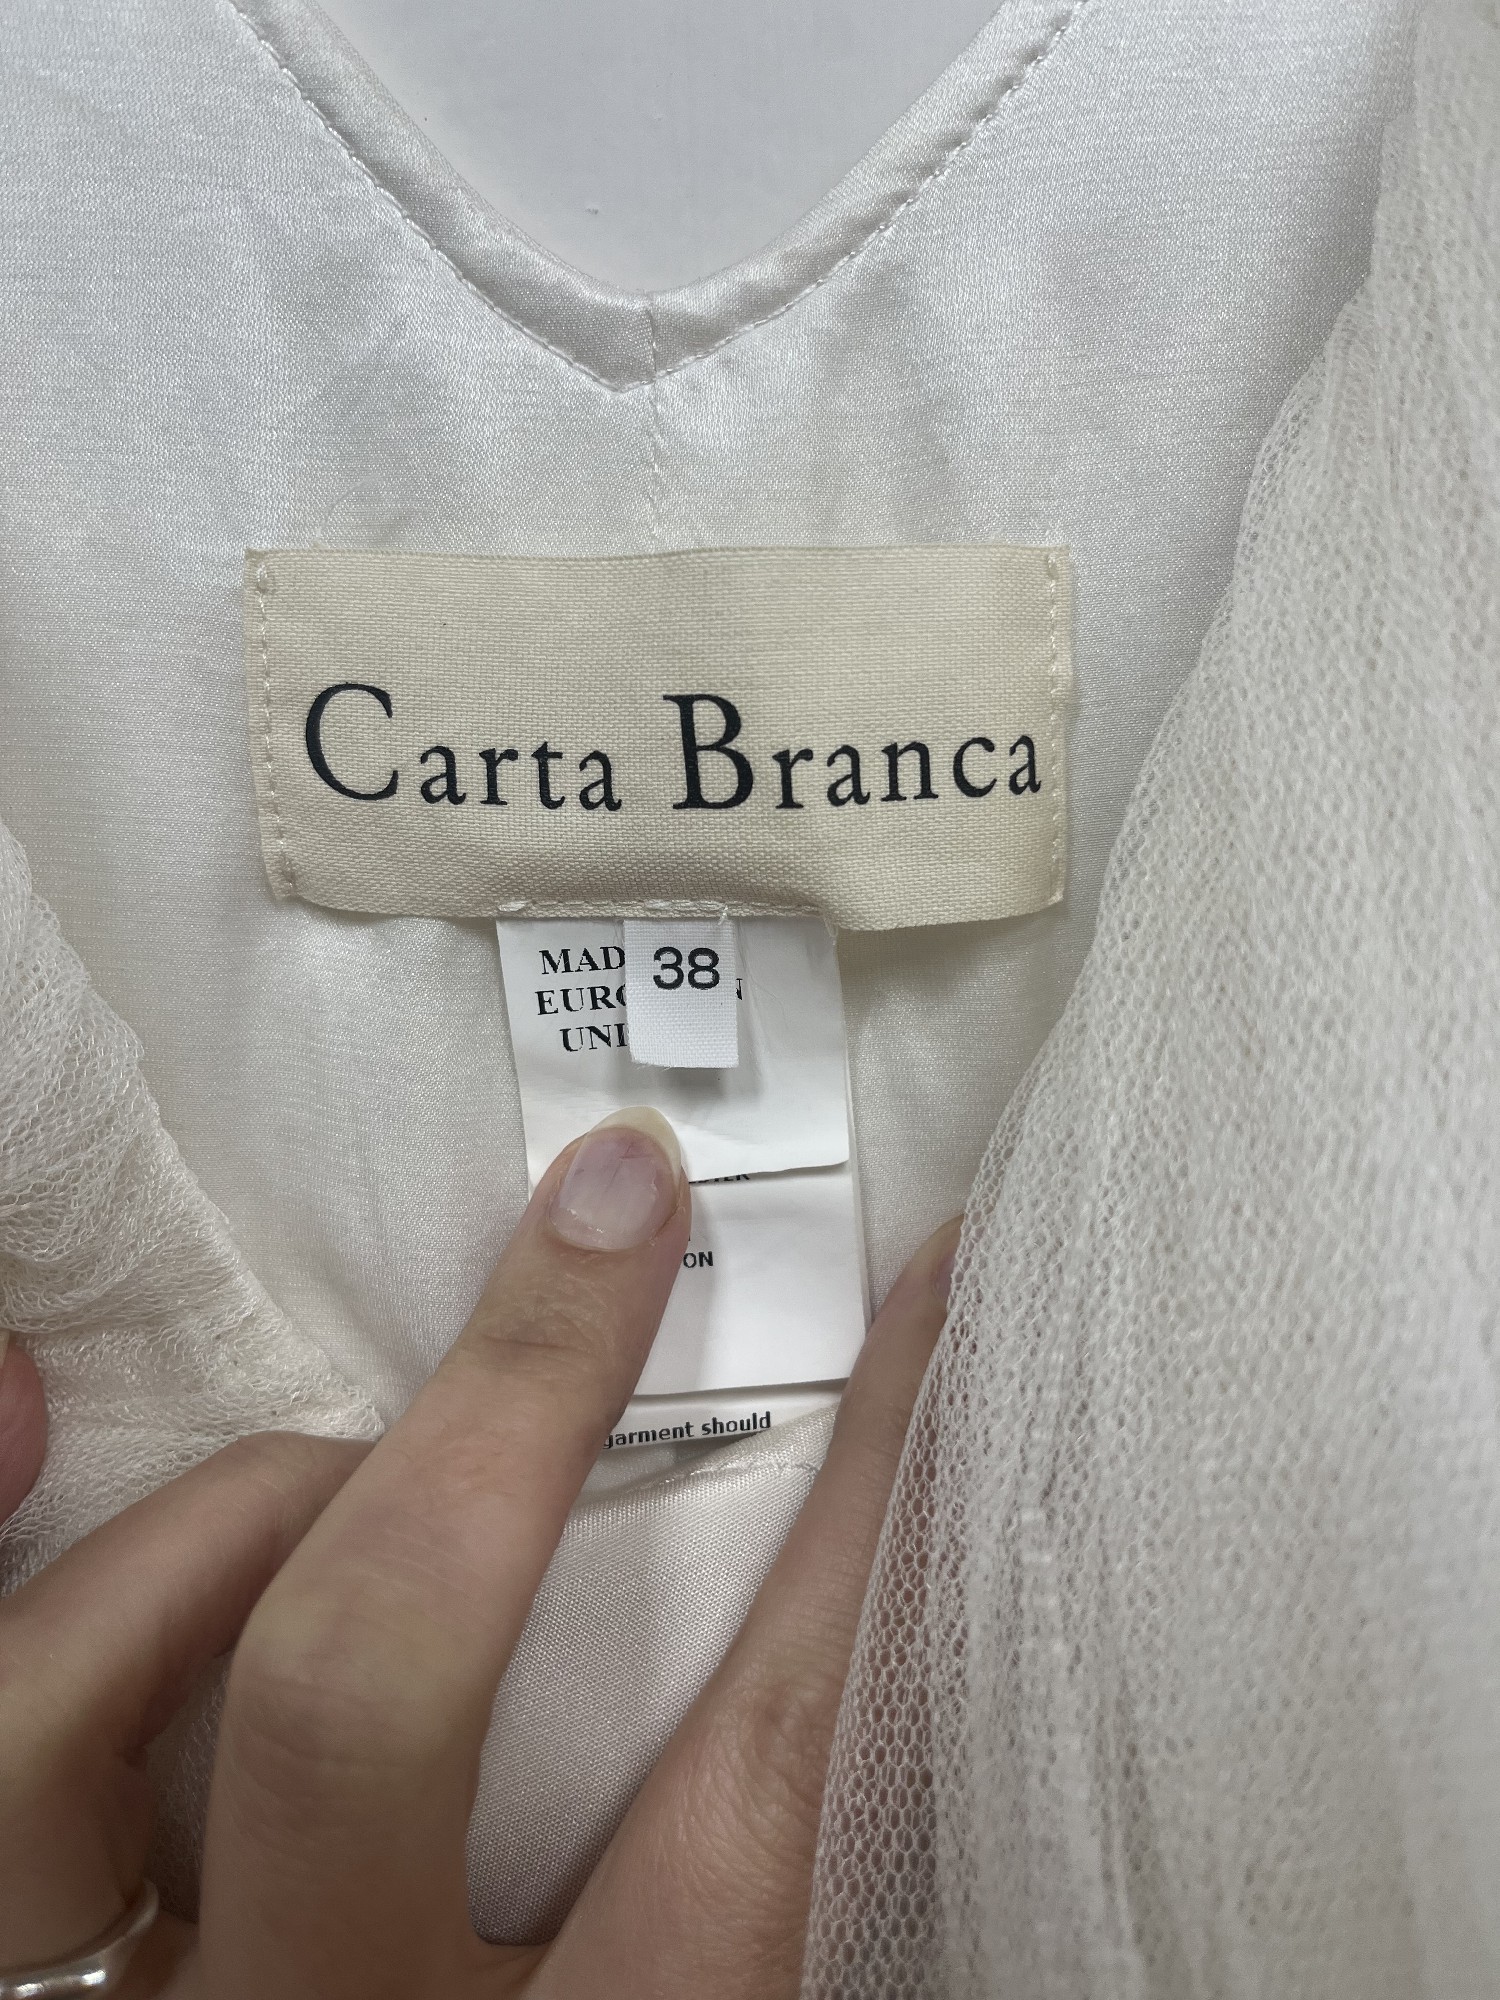 Carta Branca
38
MAD
EURO N
UNI
ON
garment should